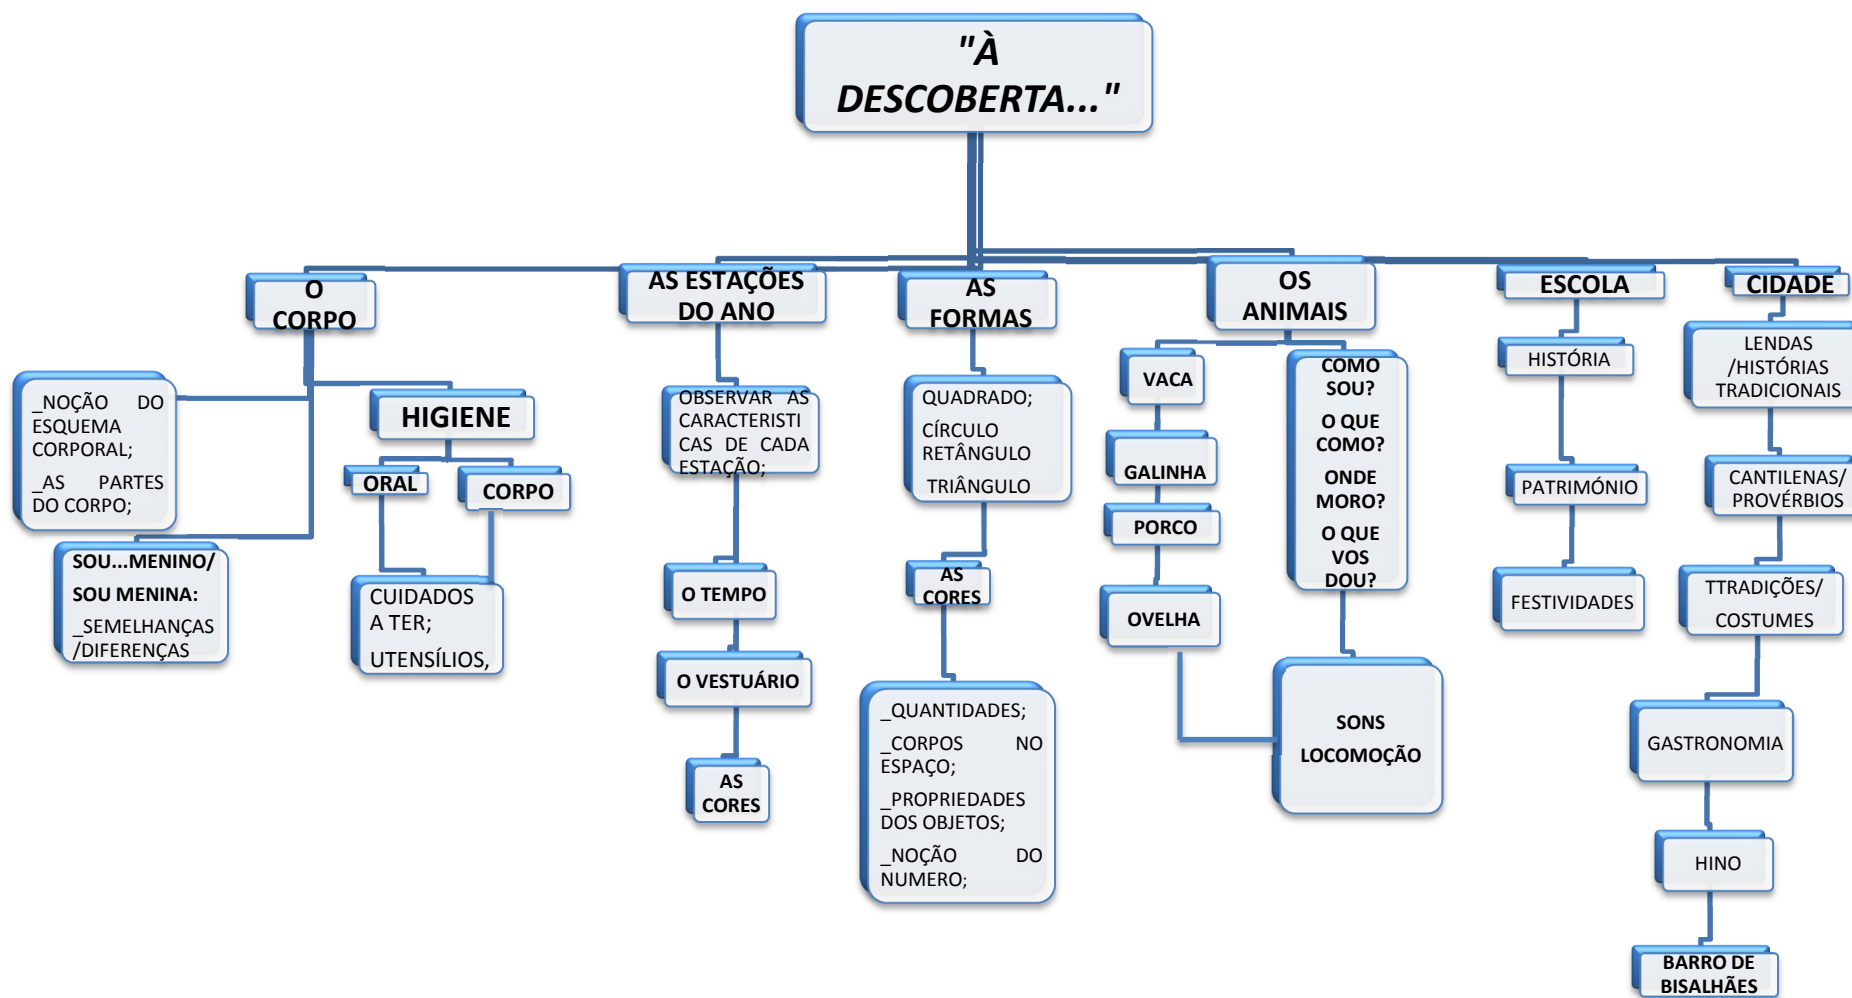 "À
DESCOBERTA..."
O
CORPO
_NOÇÃO DO
ESQUEMA
CORPORAL;
_AS PARTES
DO CORPO;
SOU...MENINO/
SOU MENINA:
_SEMELHANÇAS
/DIFERENÇAS
HIGIENE
ORAL
CORPO
CUIDADOS
A TER;
UTENSÍLIOS,
AS ESTAÇÕES
DO ANO
OBSERVAR AS
CARACTERISTI
CAS DE CADA
ESTAÇÃO;
O TEMPO
O VESTUÁRIO
AS
CORES
AS
FORMAS
QUADRADO;
CÍRCULO
RETÂNGULO
TRIÂNGULO
AS
CORES
_QUANTIDADES;
_CORPOS NO
ESPAÇO;
_PROPRIEDADES
DOS OBJETOS;
_NOÇÃO DO
NUMERO;
OS
ANIMAIS
VACA
GALINHA
PORCO
OVELHA
COMO
SOU?
O QUE
COMO?
ONDE
MORO?
O QUE
VOS
DOU?
SONS
LOCOMOÇÃO
ESCOLA
HISTÓRIA
PATRIMÓNIO
FESTIVIDADES
CIDADE
LENDAS
/HISTÓRIAS
TRADICIONAIS
CANTILENAS/
PROVÉRBIOS
TTRADIÇÕES/
COSTUMES
GASTRONOMIA
HINO
BARRO DE
BISALHÃES